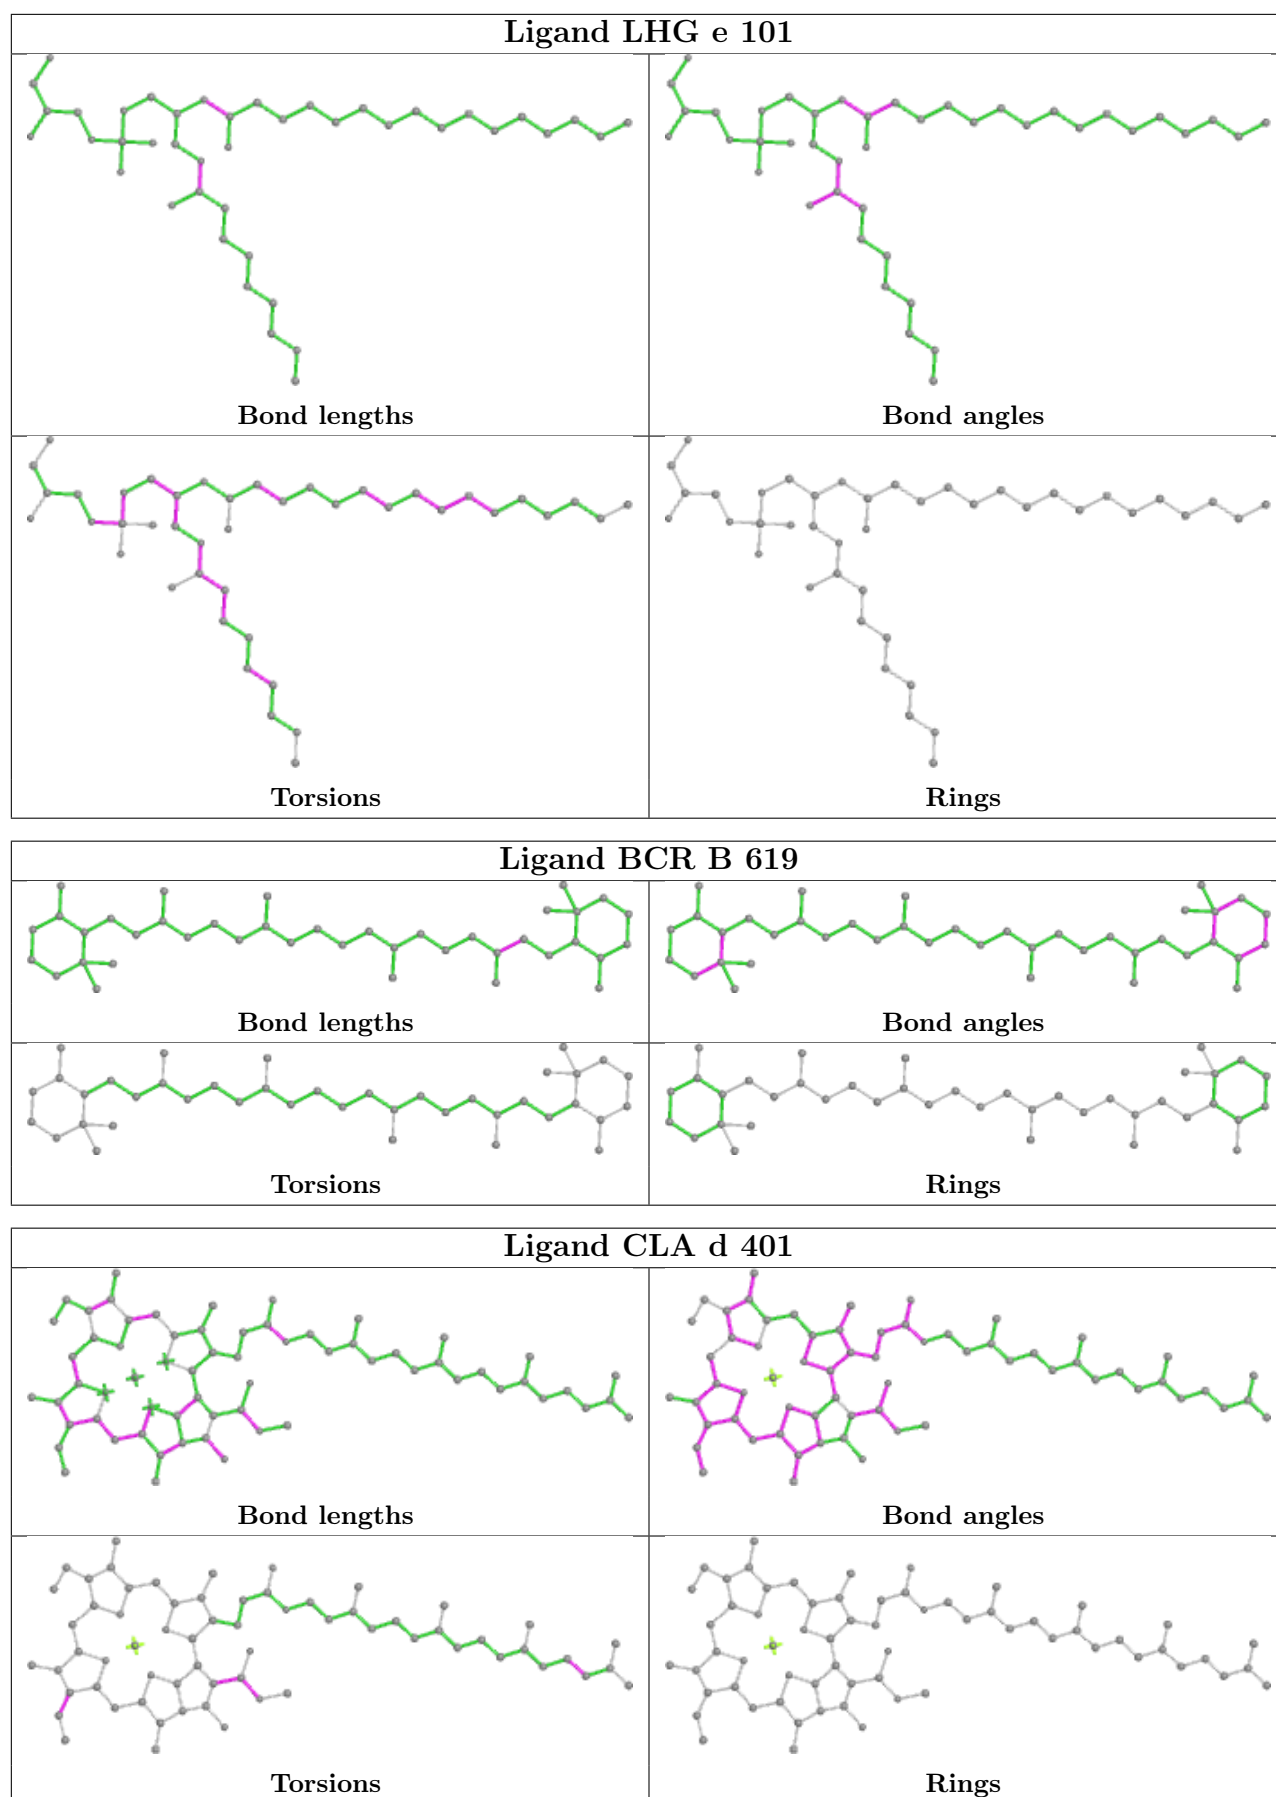 Ligand LHG e 101
Bond lengths
Bond angles
Torsions
Rings
Ligand BCR B 619
Bond lengths
Bond angles
Torsions
Rings
Ligand CLA d 401
Bond lengths
Bond angles
Torsions
Rings